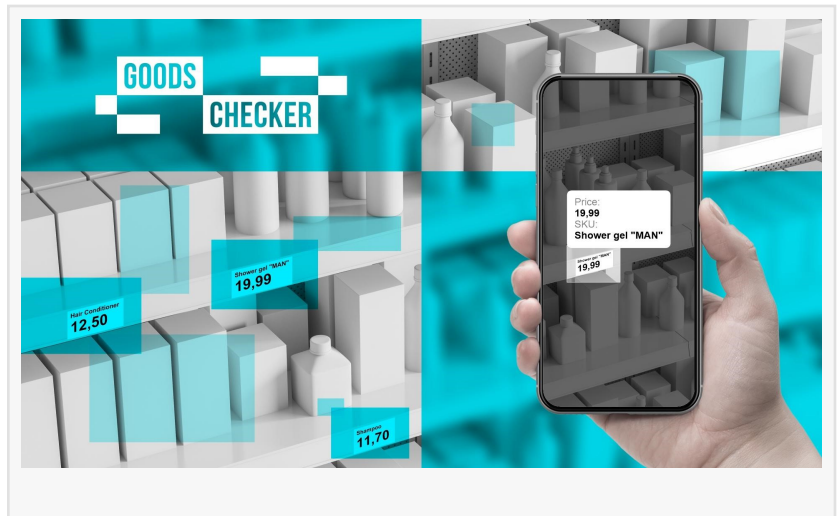 GOODS
CHECKER
Price:
19,99
SKU:
Shower gel "MAN"
Shower gel "MAN"
19,99
Shower gel "MAN"
19,99
Hair Conditioner
12,50
Shampoo
11,70